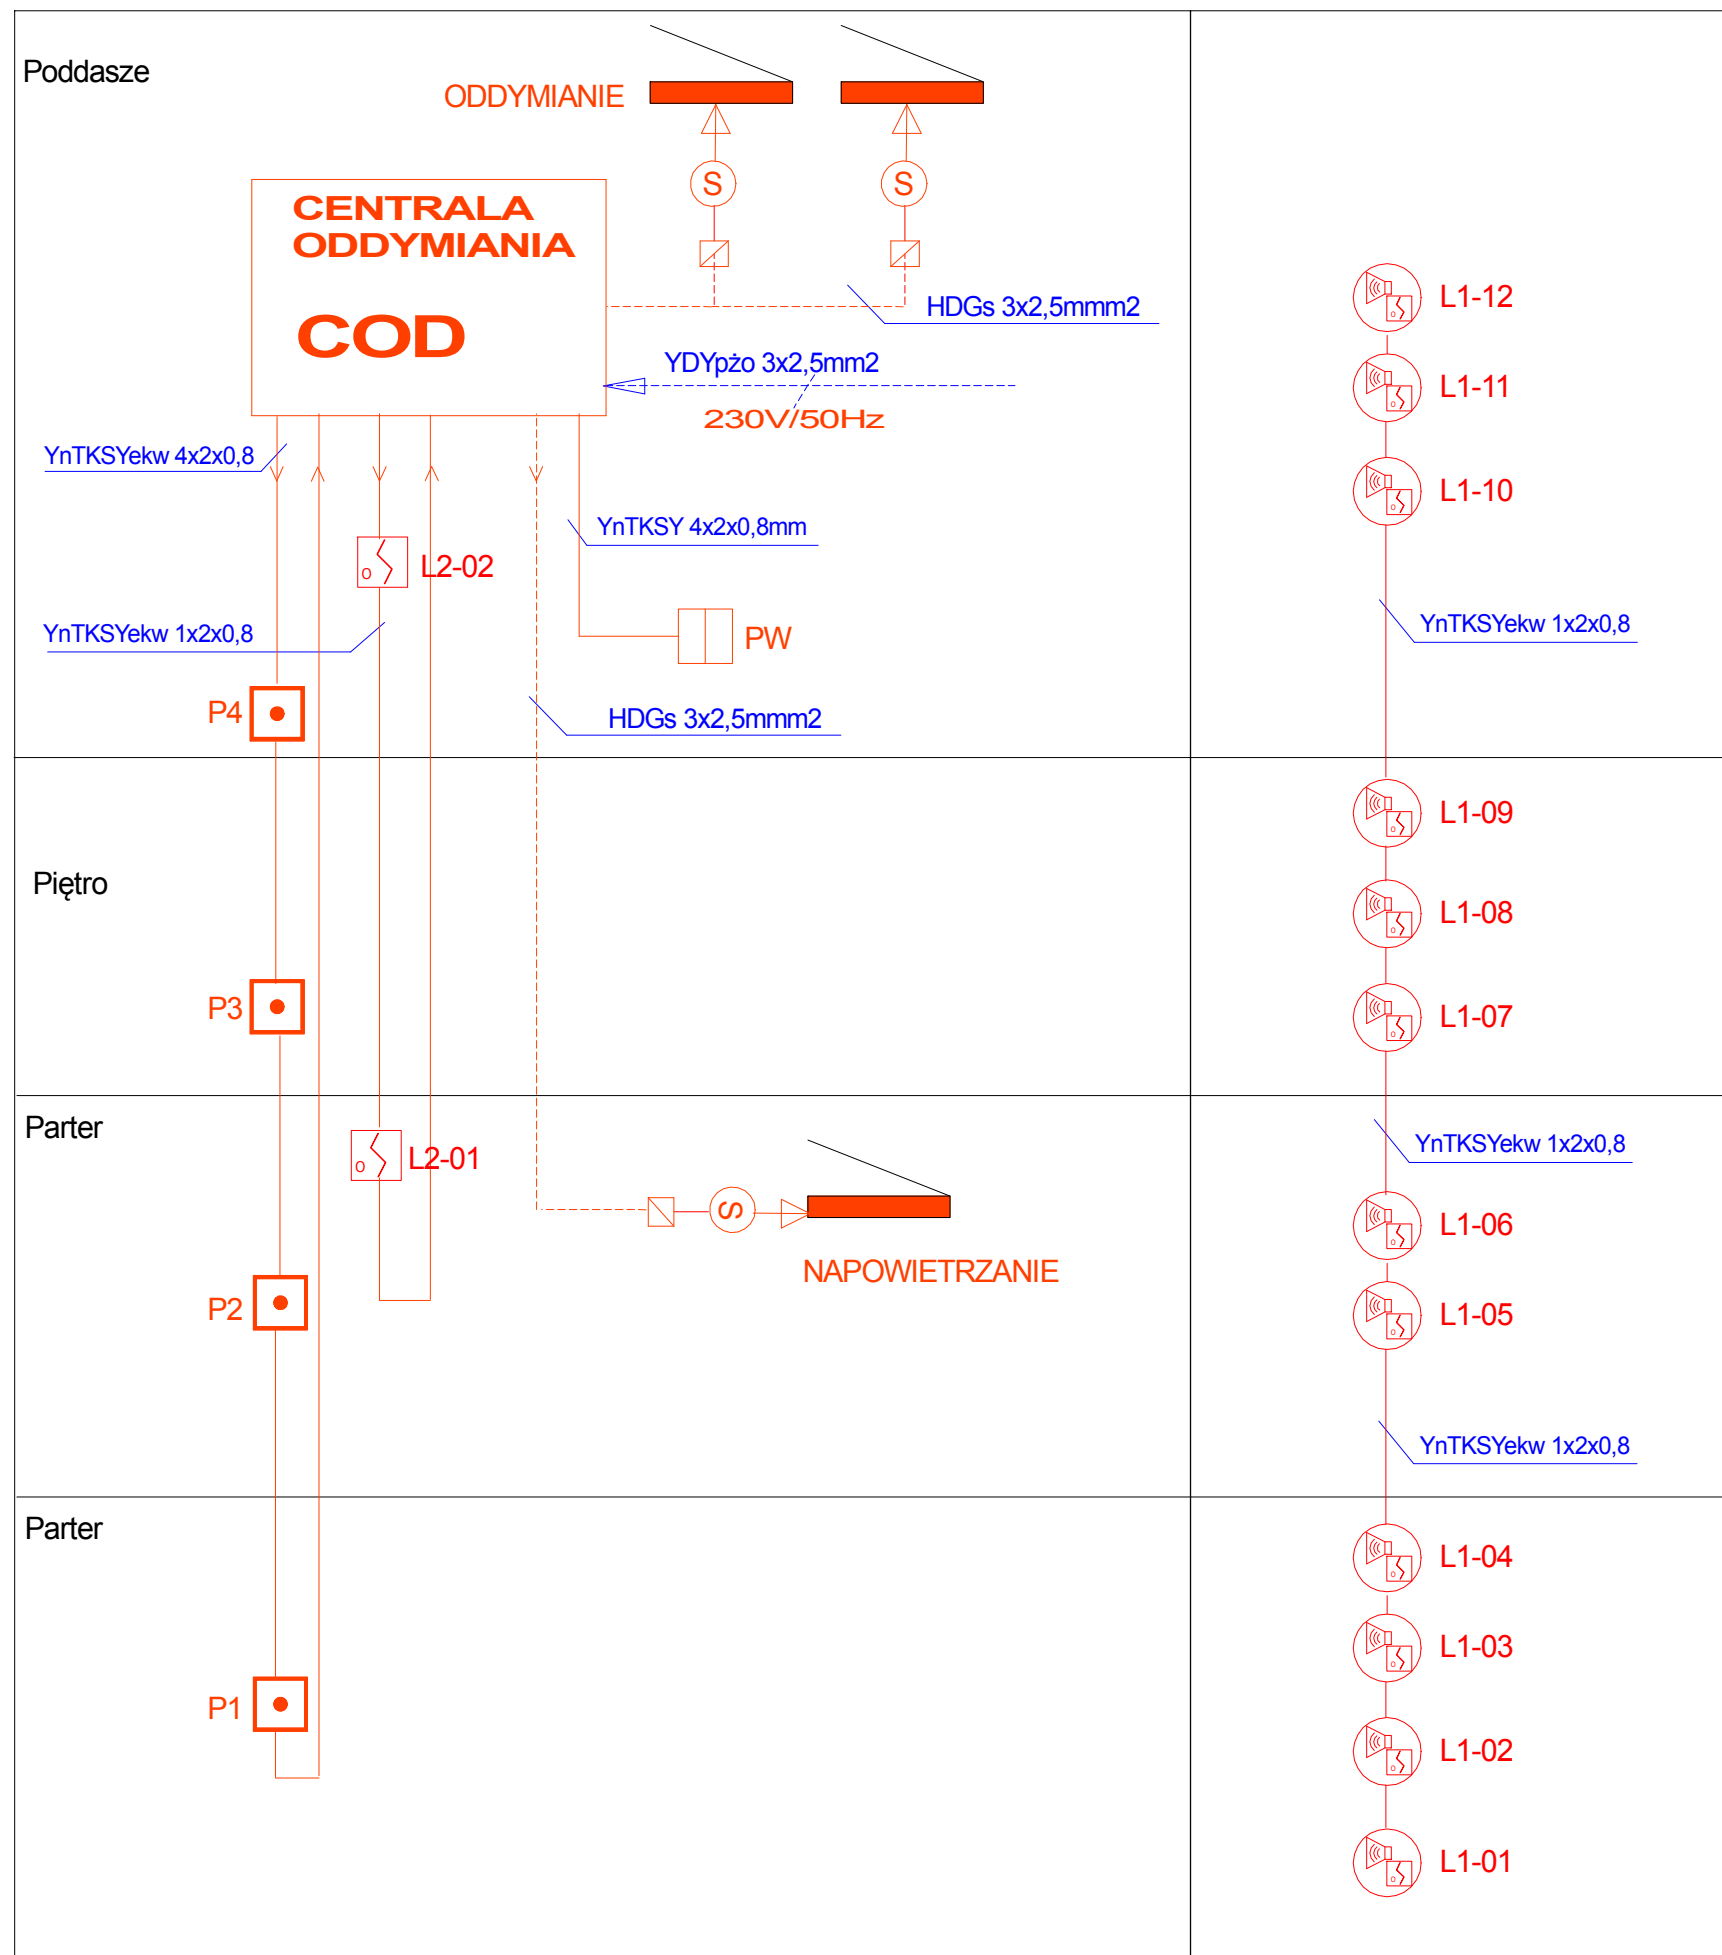 Poddasze
ODDYMIANIE
S
S
CENTRALA
ODDYMIANIA
COD
HDGs 3x2,5mmm2
YDYpżo 3x2,5mm2
230V/50Hz
YnTKSYekw 4x2x0,8
YnTKSY 4x2x0,8mm
O
L2-02
YnTKSYekw 1x2x0,8
PW
P4
HDGs 3x2,5mmm2
O
L1-12
O
L1-11
O
L1-10
YnTKSYekw 1x2x0,8
Piętro
P3
O
L1-09
O
L1-08
O
L1-07
Parter
O
L2-01
S
NAPOWIETRZANIE
P2
YnTKSYekw 1x2x0,8
O
L1-06
O
L1-05
YnTKSYekw 1x2x0,8
Parter
P1
O
L1-04
O
L1-03
O
L1-02
O
L1-01